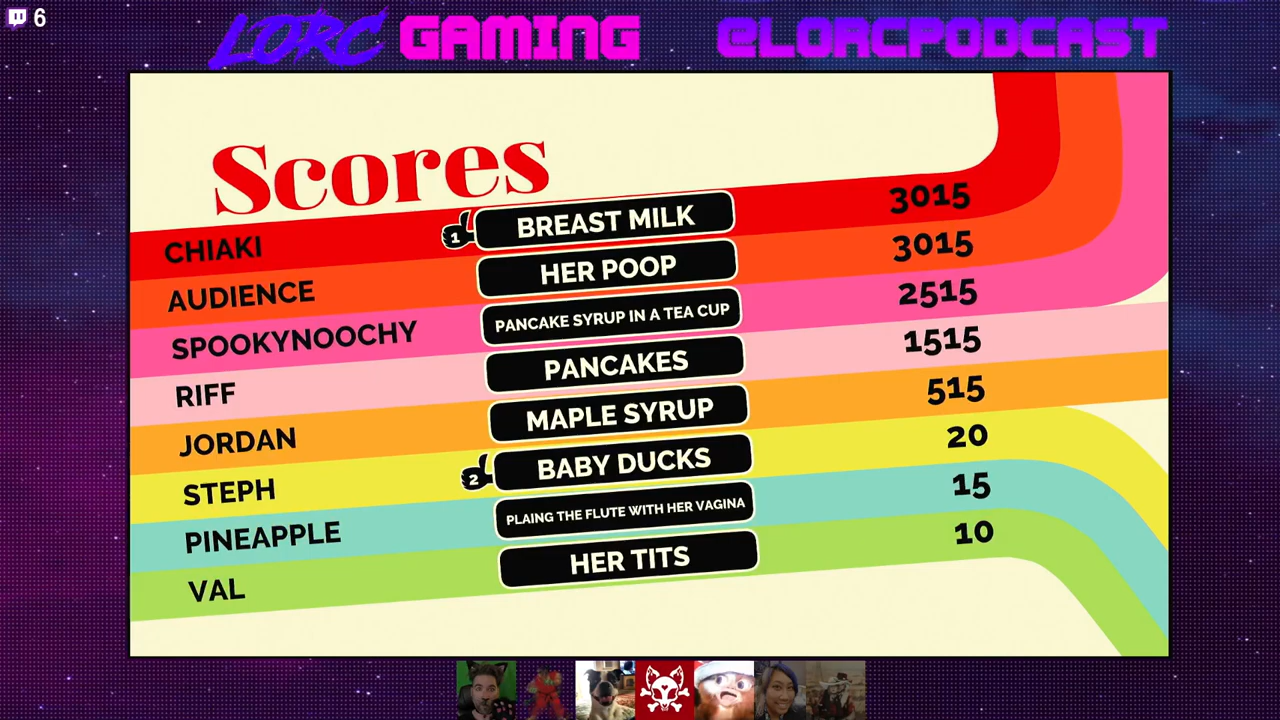 6
LORC GAMING @LORCPODCAST
Scores
CHIAKI 1 BREAST MILK 3015
AUDIENCE HER POOP 3015
SPOOKYNOOCHY PANCAKE SYRUP IN A TEA CUP 2515
RIFF PANCAKES 1515
JORDAN MAPLE SYRUP 515
STEPH 2 BABY DUCKS 20
PINEAPPLE PLAING THE FLUTE WITH HER VAGINA 15
VAL HER TITS 10